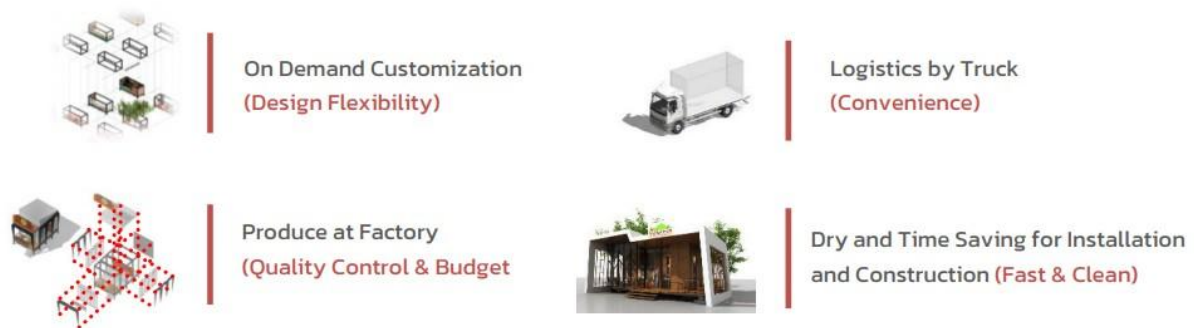 On Demand Customization
(Design Flexibility)
Logistics by Truck
(Convenience)
Produce at Factory
(Quality Control & Budget
Dry and Time Saving for Installation
and Construction (Fast & Clean)